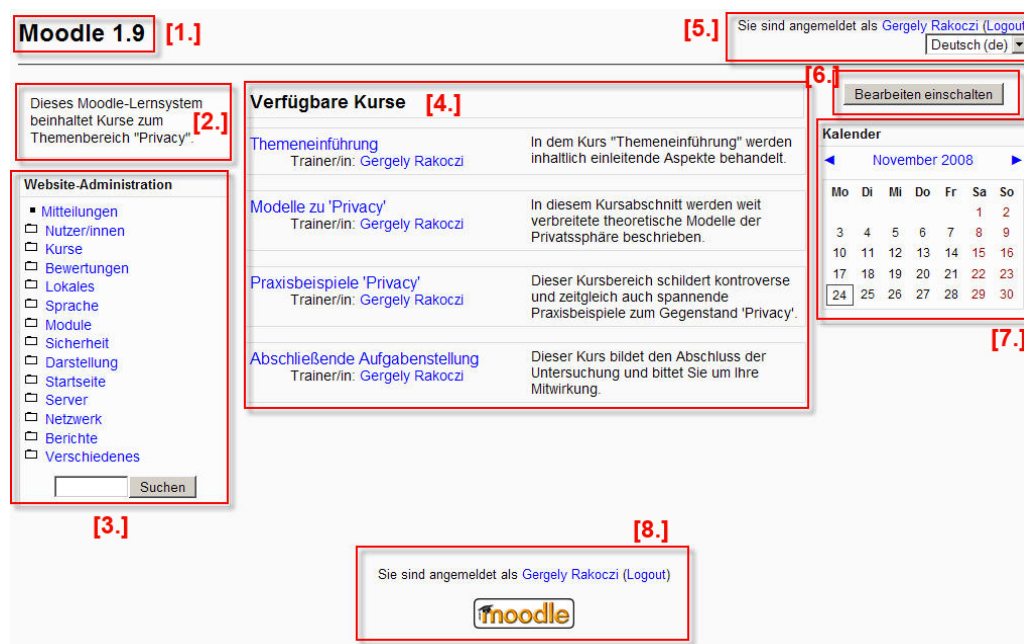 Moodle 1.9
[1.]
[5.]
Sie sind angemeldet als Gergely Rakoczi (Logout
Deutsch (de)
[6.]
Bearbeiten einschalten
Dieses Moodle-Lernsystem
beinhaltet Kurse zum
Themenbereich "Privacy".
[2.]
Website-Administration
Mitteilungen
Nutzer/innen
Kurse
Bewertungen
Lokales
Sprache
Module
Sicherheit
Darstellung
Startseite
Server
Netzwerk
Berichte
Verschiedenes
Suchen
[3.]
Verfügbare Kurse
[4.]
Themeneinführung
Trainer/in: Gergely Rakoczi
In dem Kurs "Themeneinführung" werden
inhaltlich einleitende Aspekte behandelt.
Modelle zu 'Privacy'
Trainer/in: Gergely Rakoczi
In diesem Kursabschnitt werden weit
verbreitete theoretische Modelle der
Privatssphäre beschrieben.
Praxisbeispiele 'Privacy'
Trainer/in: Gergely Rakoczi
Dieser Kursbereich schildert kontroverse
und zeitgleich auch spannende
Praxisbeispiele zum Gegenstand 'Privacy'.
Abschließende Aufgabenstellung
Trainer/in: Gergely Rakoczi
Dieser Kurs bildet den Abschluss der
Untersuchung und bittet Sie um Ihre
Mitwirkung.
Kalender
November 2008
Mo Di Mi Do Fr Sa So
1 2
3 4 5 6 7 8 9
10 11 12 13 14 15 16
17 18 19 20 21 22 23
24 25 26 27 28 29 30
[7.]
[8.]
Sie sind angemeldet als Gergely Rakoczi (Logout)
moodle